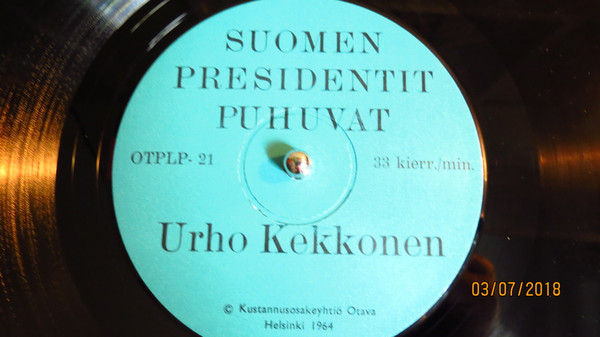 SUOMEN
PRESIDENTIT
PUHUVAT
OTPLP- 21 33 kierr./min.
Urho Kekkonen
© Kustannusosakeyhtiö Otava
Helsinki 1964
03/07/2018